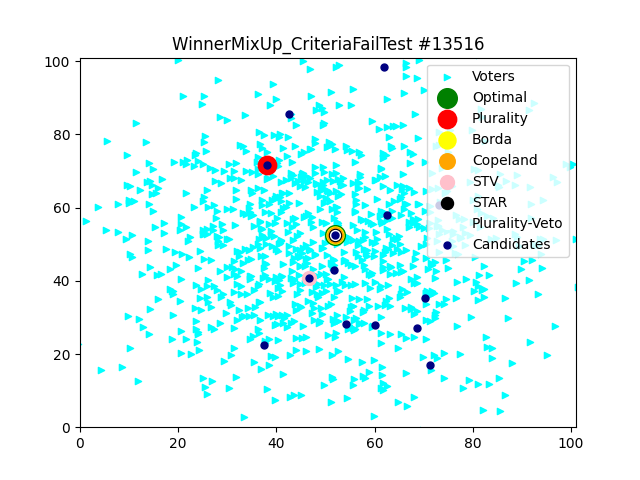 WinnerMixUp_CriteriaFailTest #13516
100
80
60
40
20
0
0
20
40
60
80
100
Voters
Optimal
Plurality
Borda
Copeland
STV
STAR
Plurality-Veto
Candidates